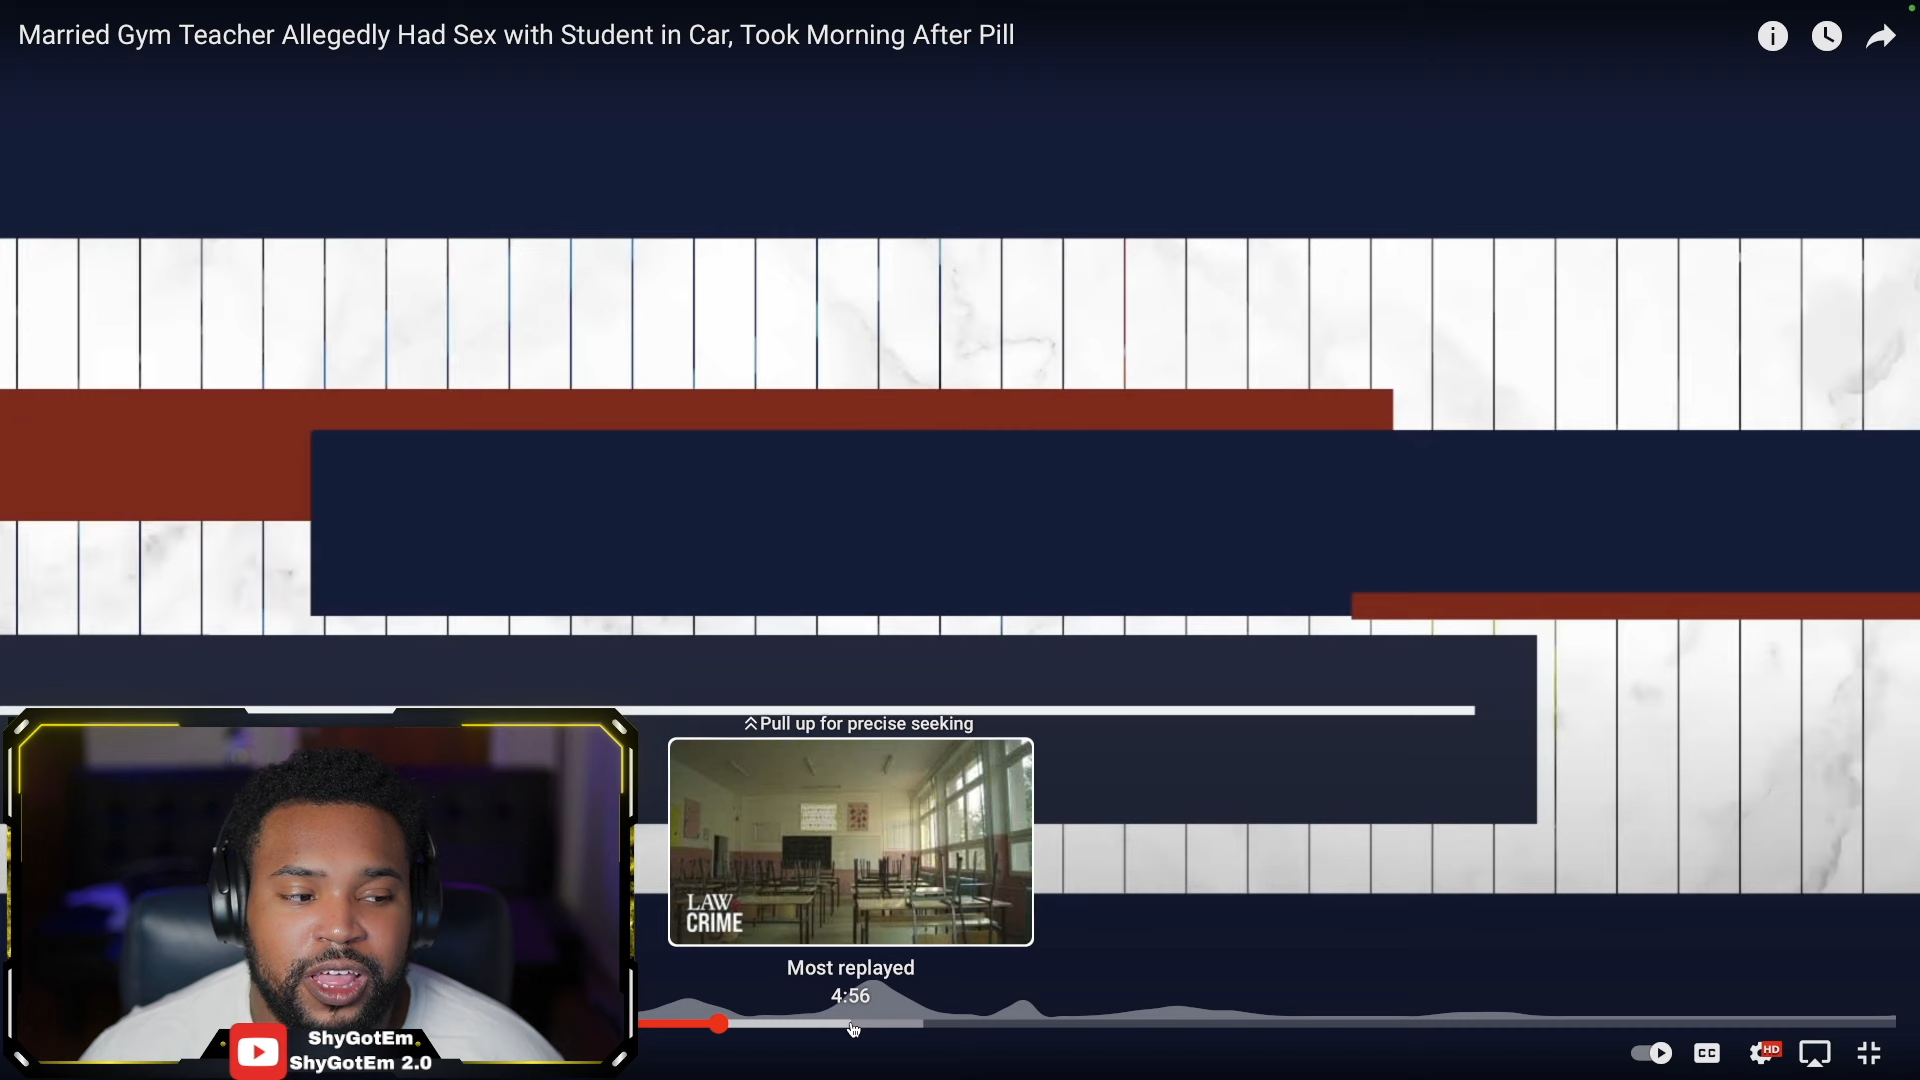 Married Gym Teacher Allegedly Had Sex with Student in Car, Took Morning After Pill
Pull up for precise seeking
LAW
CRIME
Most replayed
4:56
ShyGotEm
ShyGotEm 2.0
CC
HD